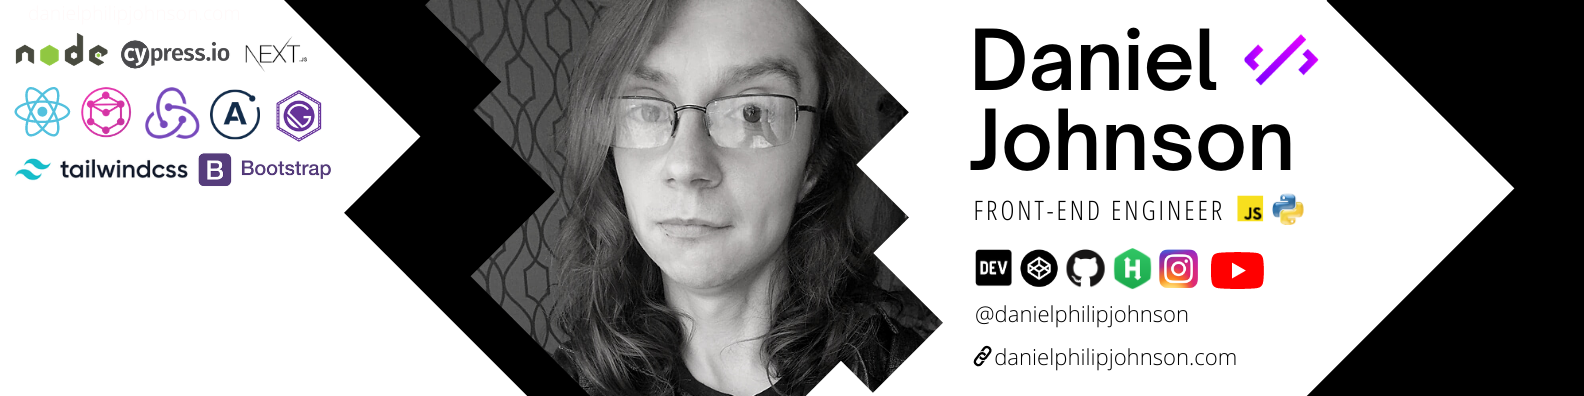 node cypress.io NEXT.JS
A
tailwindcss B Bootstrap
Daniel </>
Johnson
FRONT-END ENGINEER JS
DEV H
@danielphilipjohnson
danielphilipjohnson.com